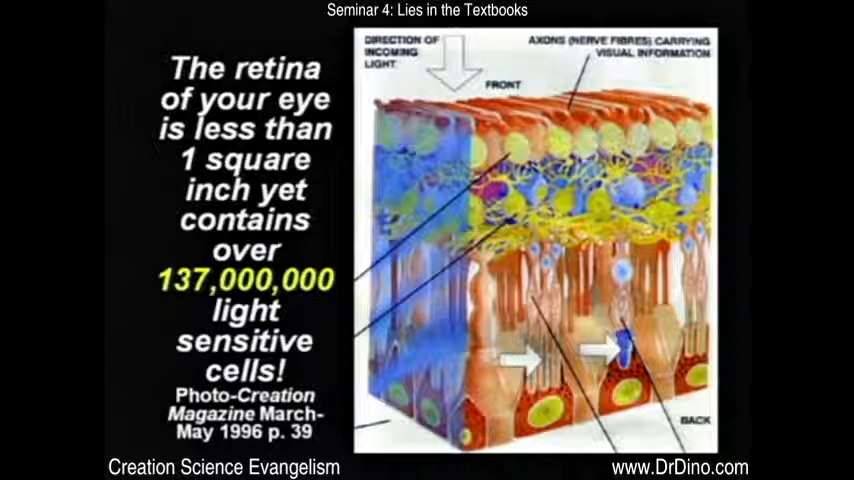 Seminar 4: Lies in the Textbooks
The retina
of your eye
is less than
1 square
inch yet
contains
over
137,000,000
light
sensitive
cells!
Photo-Creation
Magazine March-
May 1996 p. 39
DIRECTION OF
INCOMING
LIGHT
FRONT
AXONS (NERVE FIBRES) CARRYING
VISUAL INFORMATION
BACK
Creation Science Evangelism
www.DrDino.com